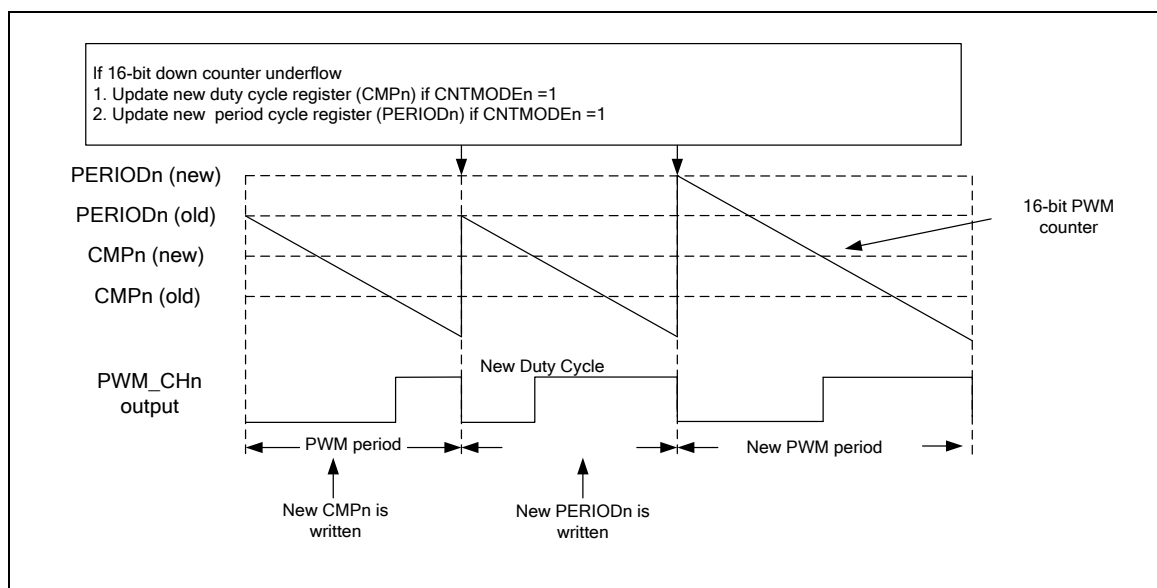 If 16-bit down counter underflow
1. Update new duty cycle register (CMPn) if CNTMODEn =1
2. Update new  period cycle register (PERIODn) if CNTMODEn =1
PERIODn (new)
PERIODn (old)
CMPn (new)
CMPn (old)
16-bit PWM
counter
PWM_CHn
output
New Duty Cycle
PWM period
New PWM period
New CMPn is
written
New PERIODn is
written